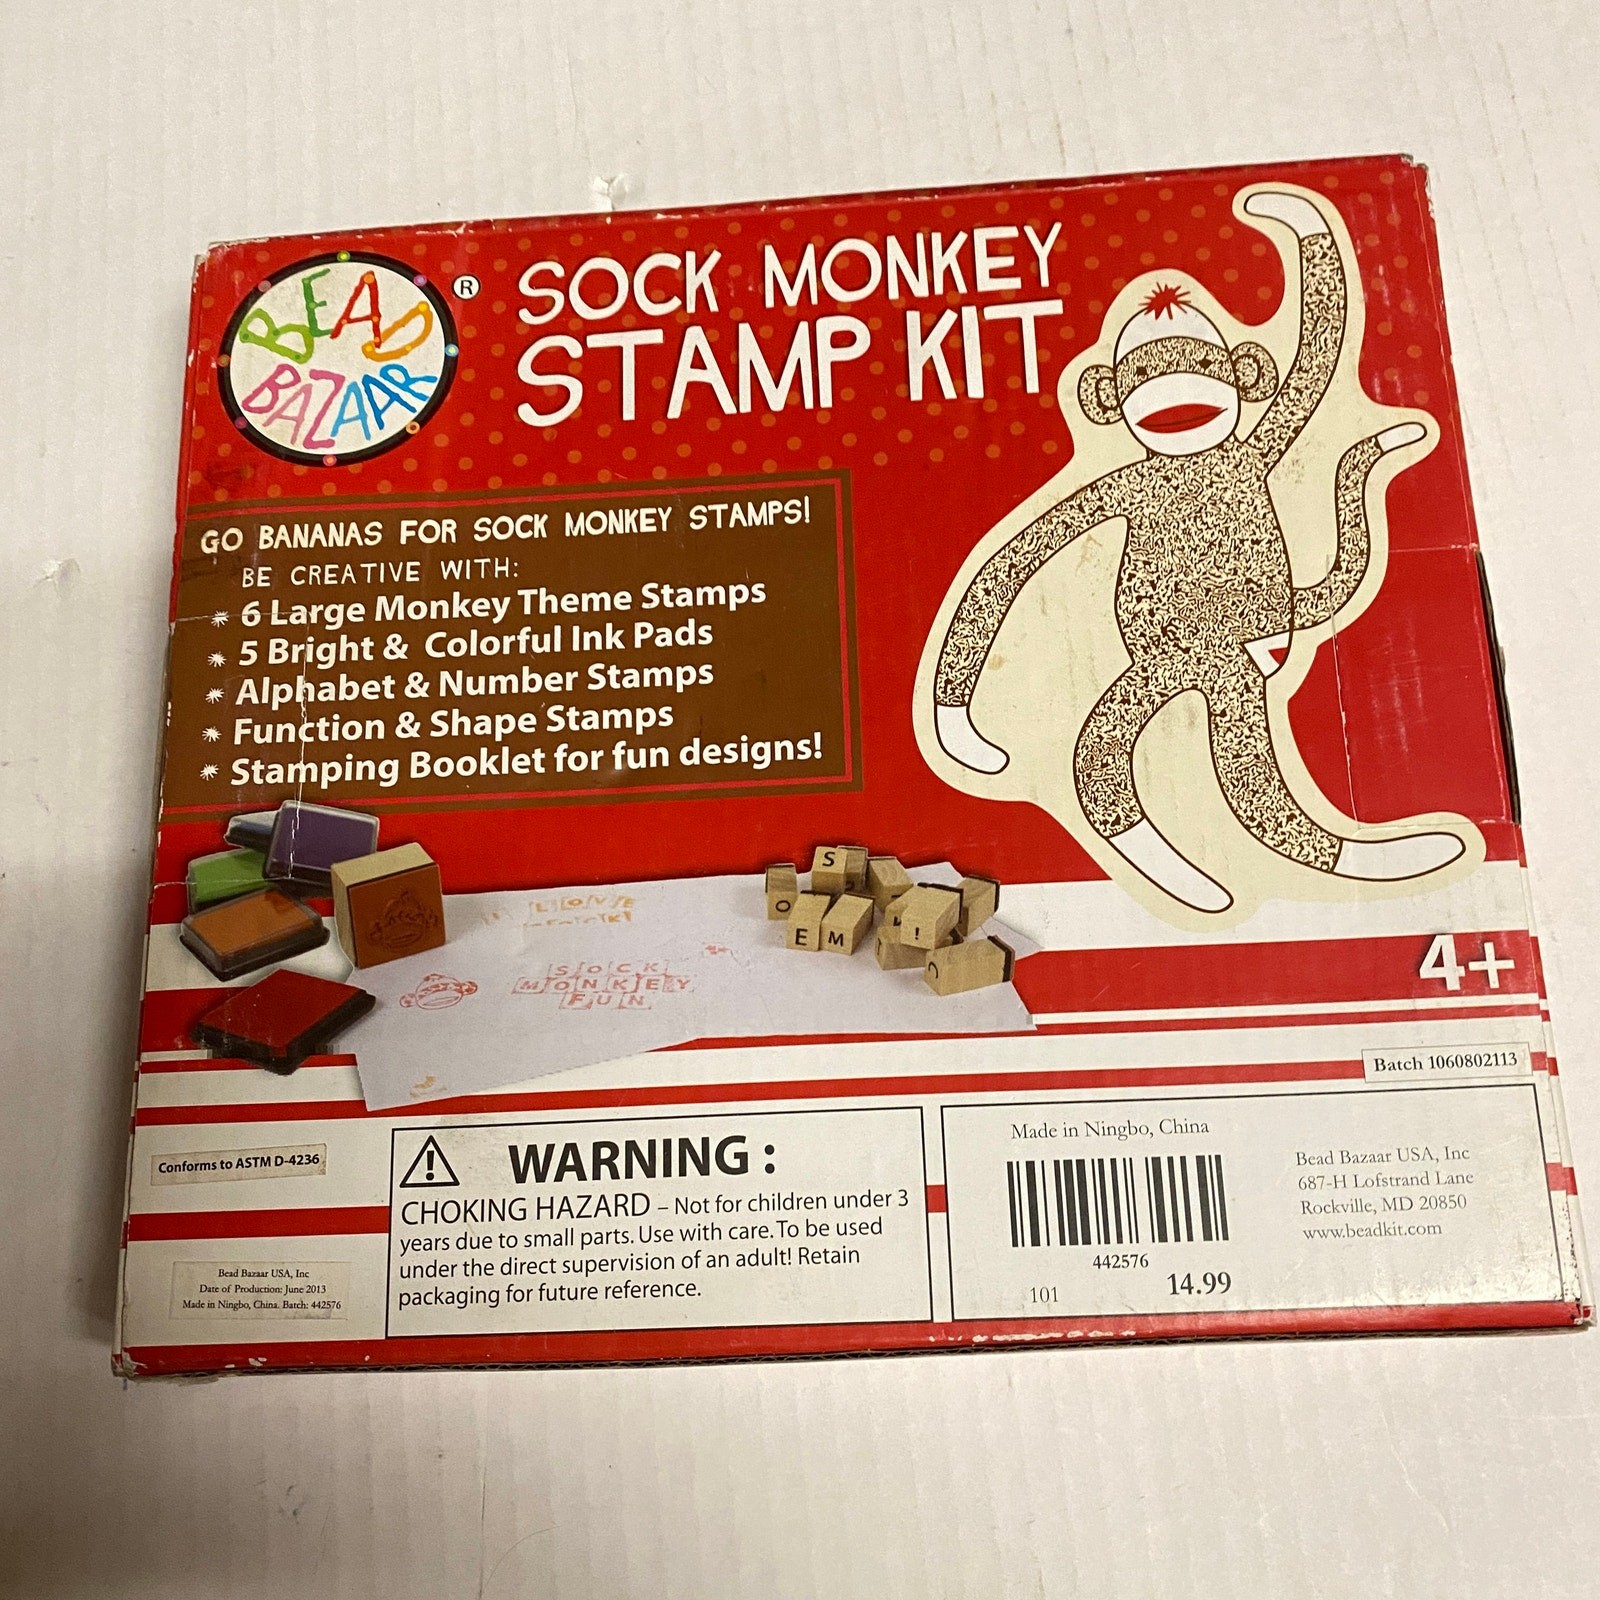 BEAD
BAZAAR
®
SOCK MONKEY
STAMP KIT
GO BANANAS FOR SOCK MONKEY STAMPS!
BE CREATIVE WITH:
6 Large Monkey Theme Stamps
5 Bright & Colorful Ink Pads
Alphabet & Number Stamps
Function & Shape Stamps
Stamping Booklet for fun designs!
S
O
E M
!
LOVE
SOCK
MONKEY
FUN
4+
Batch 1060802113
Conforms to ASTM D-4236
Bead Bazaar USA, Inc
Date of Production: June 2013
Made in Ningbo, China. Batch: 442576
WARNING :
CHOKING HAZARD – Not for children under 3
years due to small parts. Use with care. To be used
under the direct supervision of an adult! Retain
packaging for future reference.
Made in Ningbo, China
442576
101 14.99
Bead Bazaar USA, Inc
687-H Lofstrand Lane
Rockville, MD 20850
www.beadkit.com